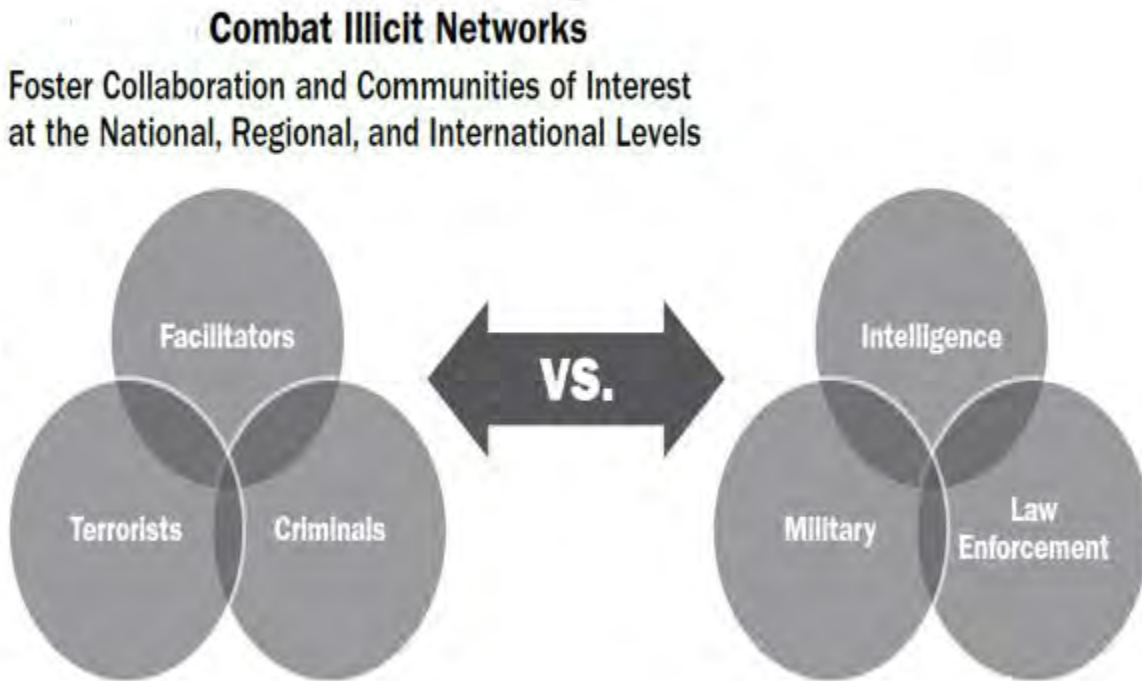 Combat Illicit Networks
Foster Collaboration and Communities of Interest
at the National, Regional, and International Levels
Facilitators
Terrorists
Criminals
VS.
Intelligence
Military
Law
Enforcement